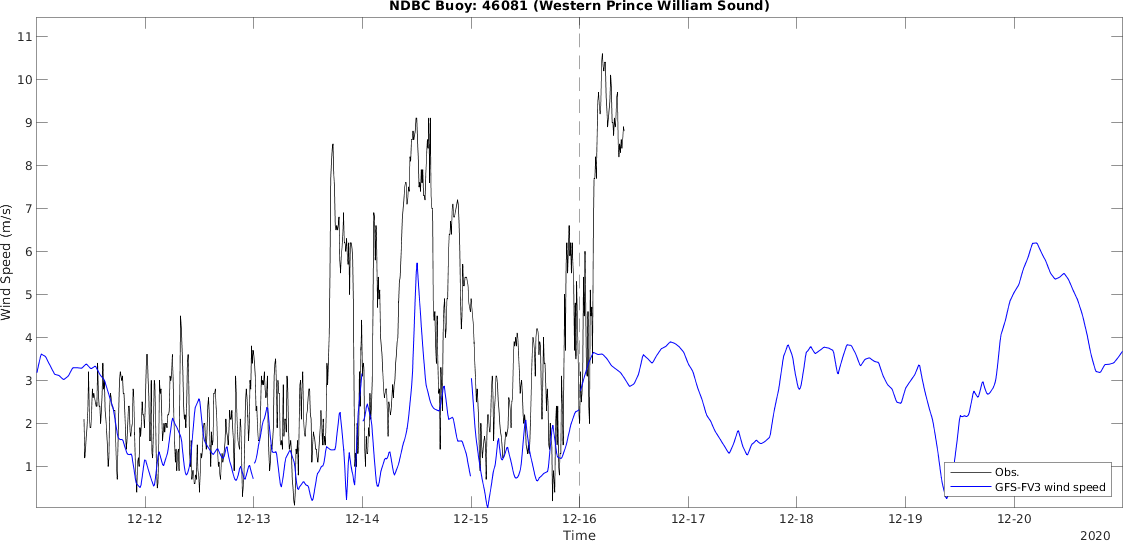 NDBC Buoy: 46081 (Western Prince William Sound)
11
10
9
8
7
6
5
4
3
2
1
Wind Speed (m/s)
Obs.
GFS-FV3 wind speed
12-12 12-13 12-14 12-15 12-16 12-17 12-18 12-19 12-20
Time
2020